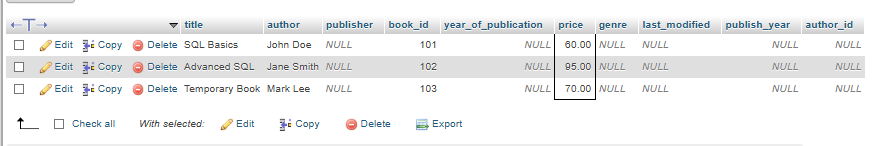 ←T→ title author publisher book_id year_of_publication price genre last_modified publish_year author_id
Edit Copy Delete SQL Basics John Doe NULL 101 NULL 60.00 NULL NULL NULL NULL
Edit Copy Delete Advanced SQL Jane Smith NULL 102 NULL 95.00 NULL NULL NULL NULL
Edit Copy Delete Temporary Book Mark Lee NULL 103 NULL 70.00 NULL NULL NULL NULL
Check all With selected: Edit Copy Delete Export